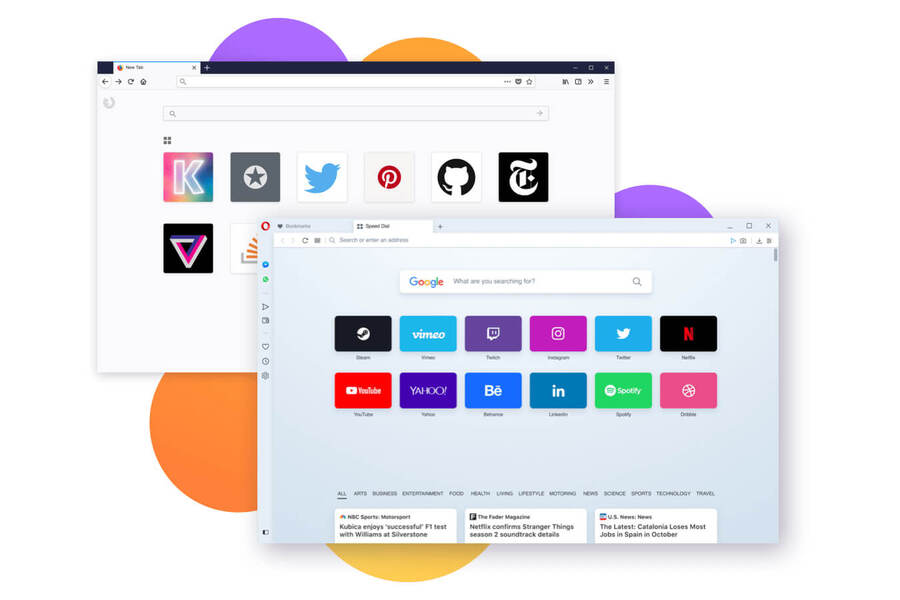 New Tab
K
T
Bookmarks
Speed Dial
Search or enter an address
Google
What are you searching for?
vimeo
N
Steam
Vimeo
Twitch
Instagram
Twitter
Netflix
YouTube
YAHOO!
Bē
in
Spotify
YouTube
Yahoo
Behance
LinkedIn
Spotify
Dribble
ALL ARTS BUSINESS ENTERTAINMENT FOOD HEALTH LIVING LIFESTYLE MOTORING NEWS SCIENCE SPORTS TECHNOLOGY TRAVEL
NBC Sports: Motorsport
Kubica enjoys 'successful' F1 test
with Williams at Silverstone
The Fader Magazine
Netflix confirms Stranger Things
season 2 soundtrack details
U.S. News: News
The Latest: Catalonia Loses Most
Jobs in Spain in October